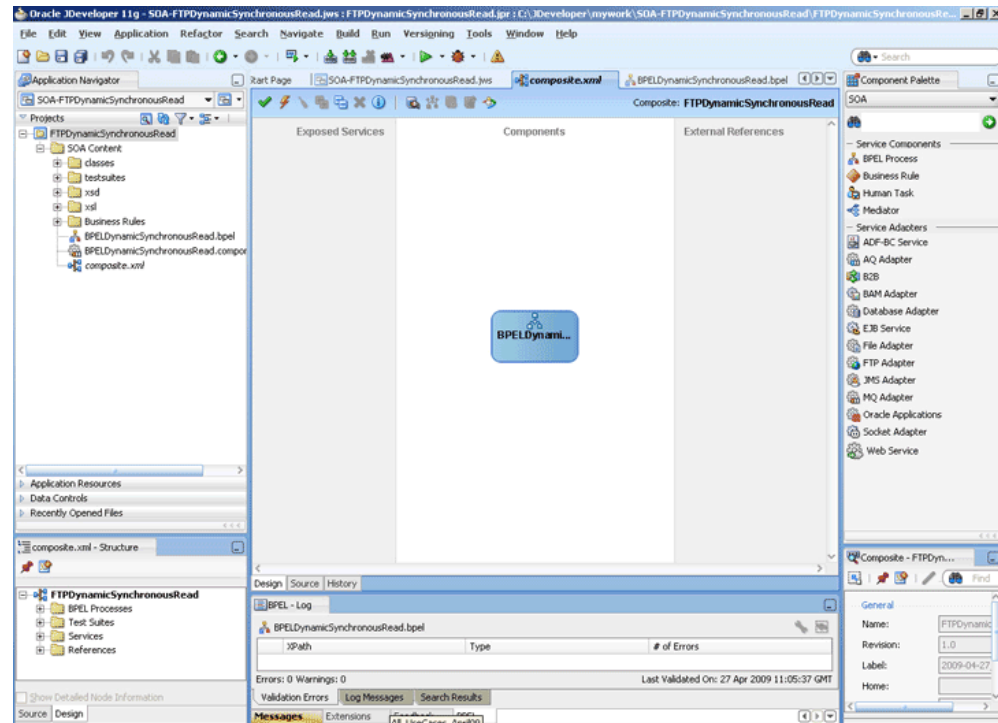 Oracle JDeveloper 11g - SOA-FTPDynamicSynchronousRead.jws : FTPDynamicSynchronousRead.jpr : C:\JDeveloper\mywork\SOA-FTPDynamicSynchronousRead\FTPDynamicSynchronousRe...
File Edit View Application Refactor Search Navigate Build Run Versioning Tools Window Help
Search
Application Navigator
SOA-FTPDynamicSynchronousRead
Projects
FTPDynamicSynchronousRead
SOA Content
classes
testsuites
xsd
xsl
Business Rules
BPELDynamicSynchronousRead.bpel
BPELDynamicSynchronousRead.compor
composite.xml
Application Resources
Data Controls
Recently Opened Files
composite.xml - Structure
FTPDynamicSynchronousRead
BPEL Processes
Test Suites
Services
References
Show Detailed Node Information
Source Design
Start Page SOA-FTPDynamicSynchronousRead.jws composite.xml BPELDynamicSynchronousRead.bpel
Composite: FTPDynamicSynchronousRead
Exposed Services Components External References
BPELDynami...
Design Source History
BPEL - Log
BPELDynamicSynchronousRead.bpel
XPath Type # of Errors
Errors: 0 Warnings: 0 Last Validated On: 27 Apr 2009 11:05:37 GMT
Validation Errors Log Messages Search Results
Messages Extensions
Component Palette
SOA
Service Components
BPEL Process
Business Rule
Human Task
Mediator
Service Adapters
ADF-BC Service
AQ Adapter
B2B
BAM Adapter
Database Adapter
EJB Service
File Adapter
FTP Adapter
JMS Adapter
MQ Adapter
Oracle Applications
Socket Adapter
Web Service
Composite - FTPDyn...
Find
General
Name: FTPDynamic
Revision: 1.0
Label: 2009-04-27
Home: